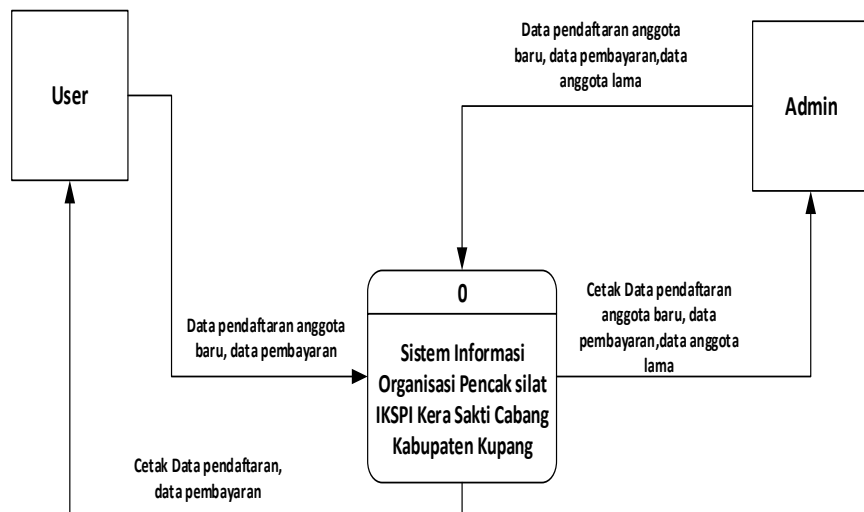 Data pendaftaran anggota
baru, data pembayaran,data
anggota lama
User
Admin
0
Sistem Informasi
Organisasi Pencak silat
IKSPI Kera Sakti Cabang
Kabupaten Kupang
Cetak Data pendaftaran
anggota baru, data
pembayaran,data anggota
lama
Data pendaftaran anggota
baru, data pembayaran
Cetak Data pendaftaran,
data pembayaran